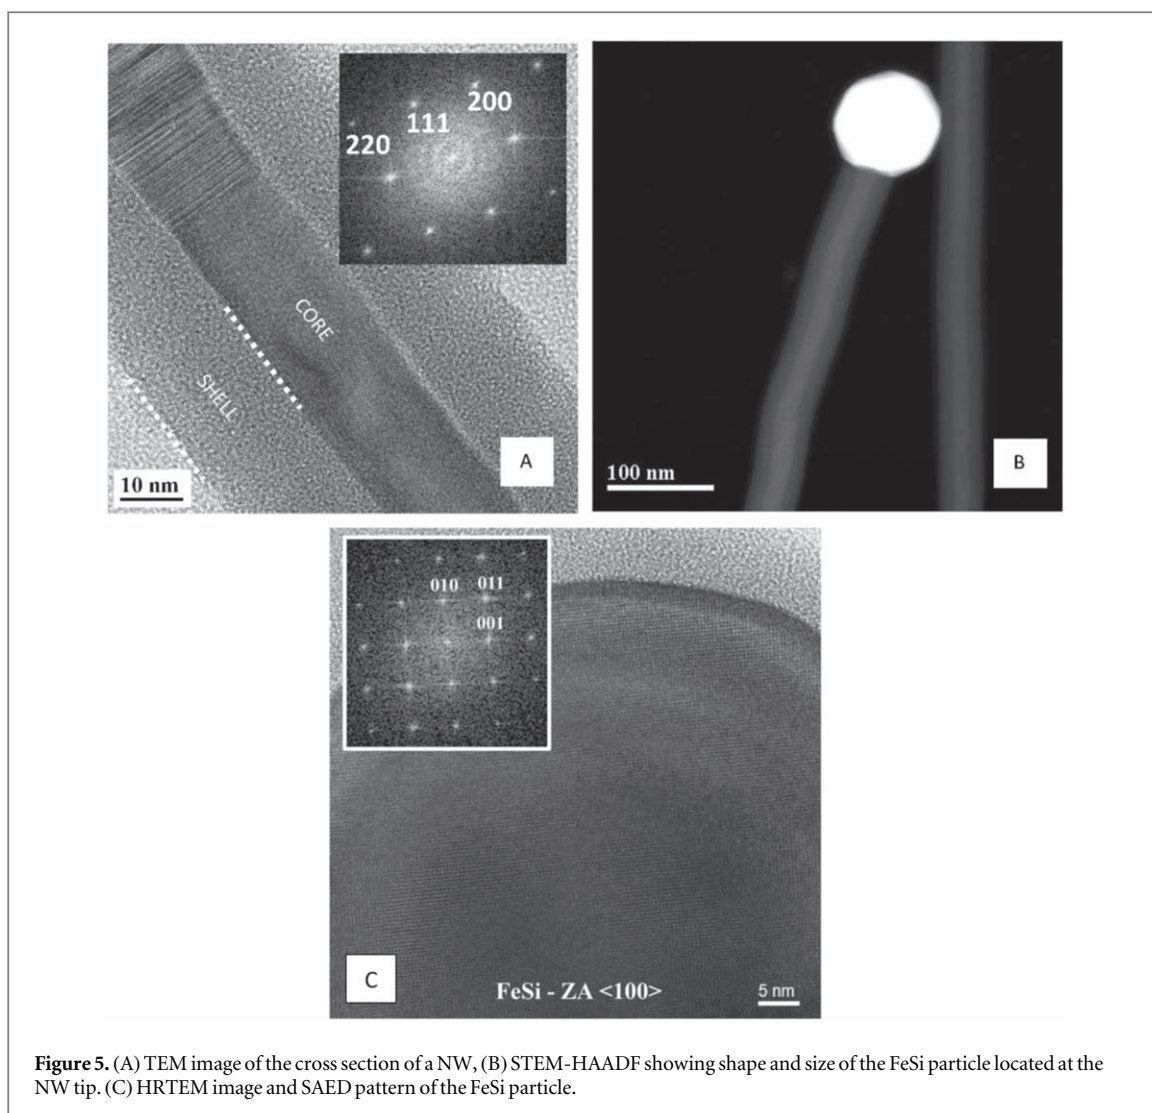 200
111
220
CORE
SHELL
A
10 nm
100 nm
B
010 011
001
C
FeSi - ZA <100>
5 nm
Figure 5. (A) TEM image of the cross section of a NW, (B) STEM-HAADF showing shape and size of the FeSi particle located at the
NW tip. (C) HRTEM image and SAED pattern of the FeSi particle.